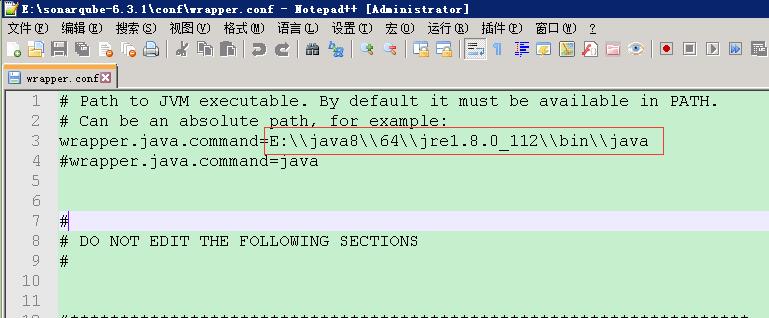 E:\sonarqube-6.3.1\conf\wrapper.conf - Notepad++ [Administrator]
文件(F) 编辑(E) 搜索(S) 视图(V) 格式(M) 语言(L) 设置(T) 宏(O) 运行(R) 插件(P) 窗口(W) ?
wrapper.conf
1 # Path to JVM executable. By default it must be available in PATH.
2 # Can be an absolute path, for example:
3 wrapper.java.command=E:\\java8\\64\\jre1.8.0_112\\bin\\java
4 #wrapper.java.command=java
5
6
7 #
8 # DO NOT EDIT THE FOLLOWING SECTIONS
9 #
10
11